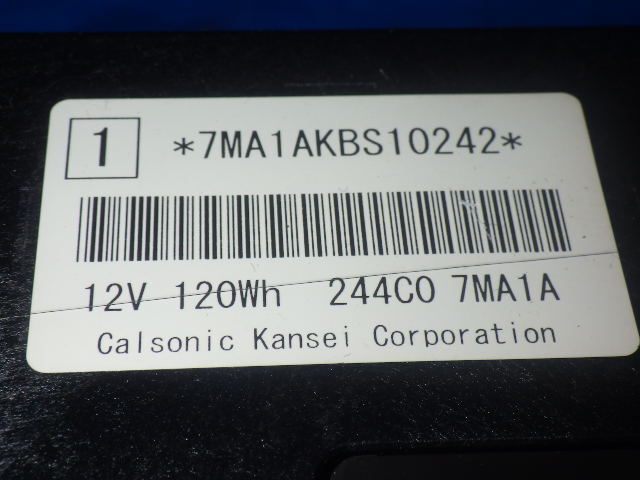 1 *7MA1AKBS10242*
12V 120Wh 244C0 7MA1A
Calsonic Kansei Corporation